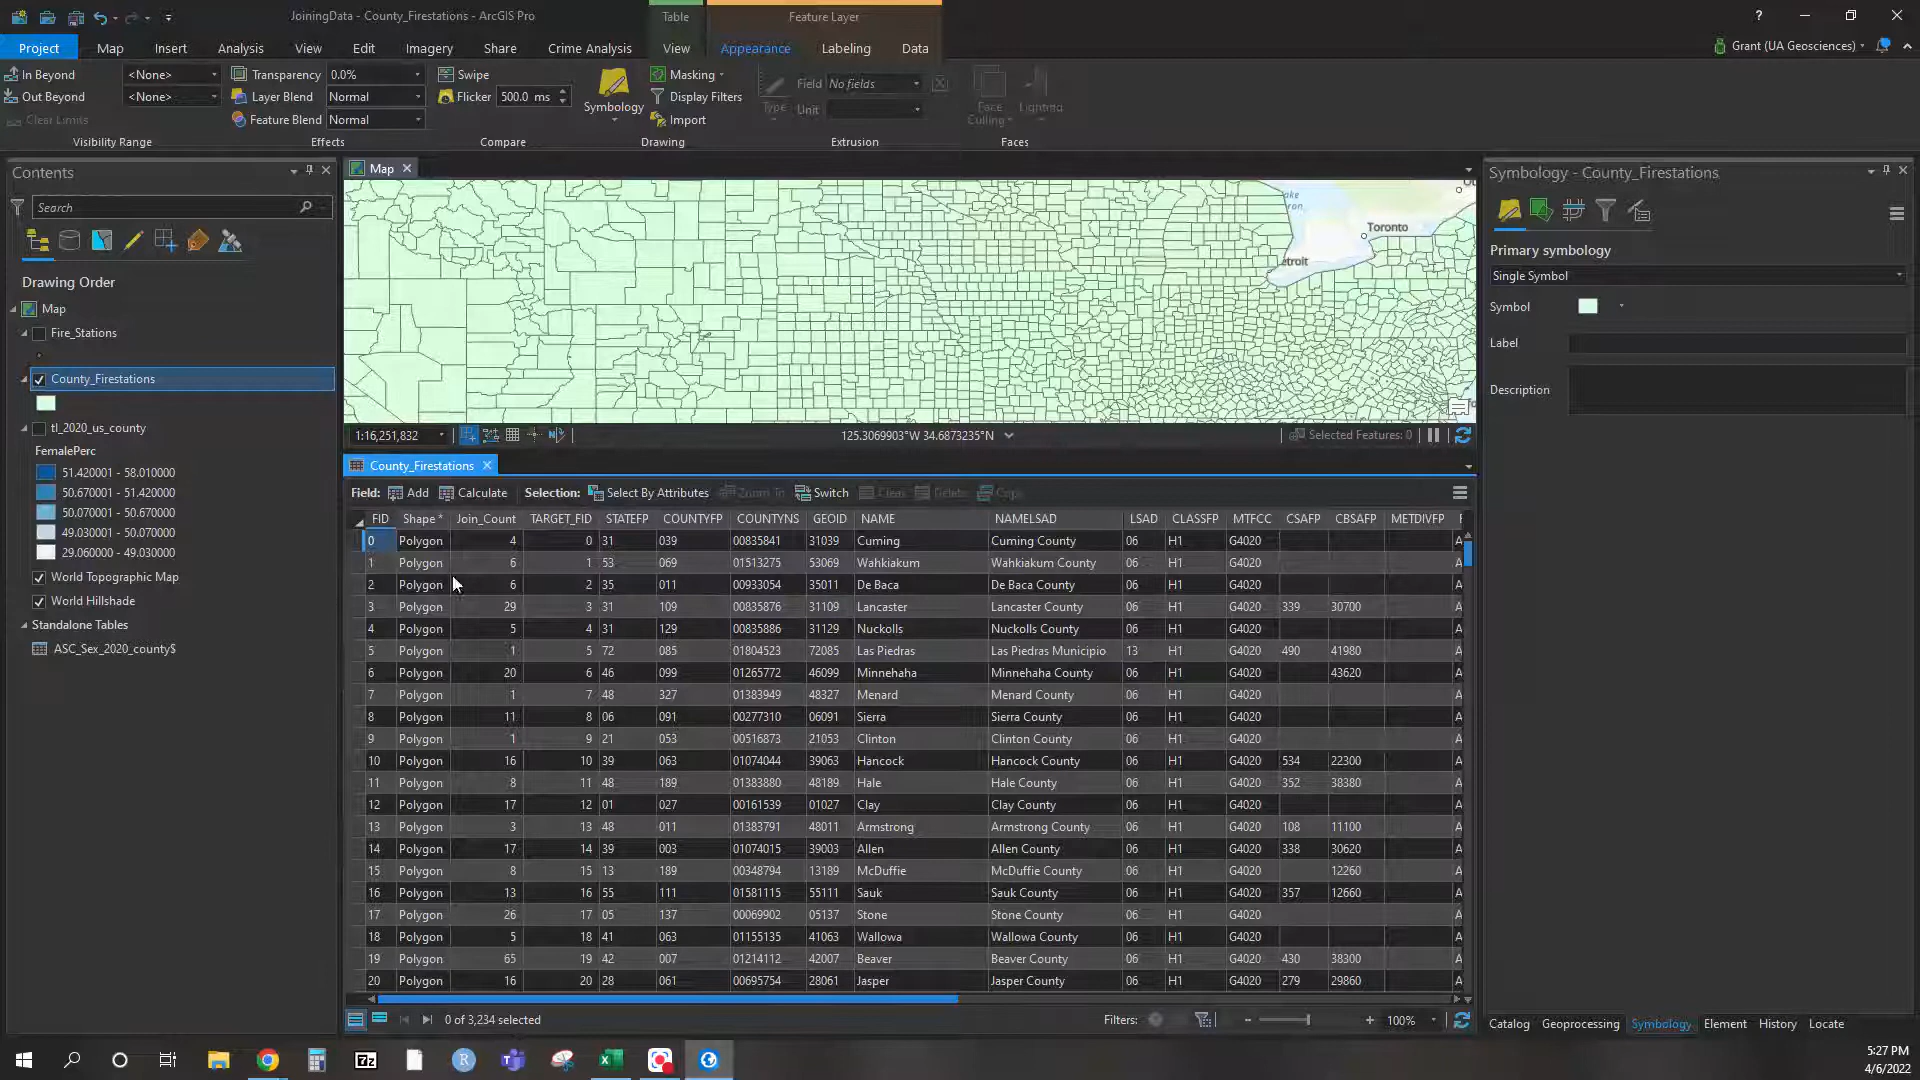 JoiningData - County_Firestations - ArcGIS Pro
Table
Feature Layer
?
Project Map Insert Analysis View Edit Imagery Share Crime Analysis View Appearance Labeling Data
Grant (UA Geosciences)
In Beyond <None>
Out Beyond <None>
Clear Limits
Visibility Range
Transparency 0.0%
Layer Blend Normal
Feature Blend Normal
Effects
Swipe
Flicker 500.0 ms
Compare
Symbology
Masking
Display Filters
Import
Drawing
Type
Field No fields
Unit
Extrusion
Face Culling
Lighting
Faces
Contents
Search
Drawing Order
Map
Fire_Stations
County_Firestations
tl_2020_us_county
FemalePerc
51.420001 - 58.010000
50.670001 - 51.420000
50.070001 - 50.670000
49.030001 - 50.070000
29.060000 - 49.030000
World Topographic Map
World Hillshade
Standalone Tables
ASC_Sex_2020_county$
Map
Toronto
etroit
1:16,251,832
125.3069903°W 34.6873235°N
Selected Features: 0
County_Firestations
Field: Add Calculate Selection: Select By Attributes Zoom To Switch Clear Delete Copy
FID Shape * Join_Count TARGET_FID STATEFP COUNTYFP COUNTYNS GEOID NAME NAMELSAD LSAD CLASSFP MTFCC CSAFP CBSAFP METDIVFP
0 Polygon 4 0 31 039 00835841 31039 Cuming Cuming County 06 H1 G4020 A
1 Polygon 6 1 53 069 01513275 53069 Wahkiakum Wahkiakum County 06 H1 G4020 A
2 Polygon 6 2 35 011 00933054 35011 De Baca De Baca County 06 H1 G4020 A
3 Polygon 29 3 31 109 00835876 31109 Lancaster Lancaster County 06 H1 G4020 339 30700 A
4 Polygon 5 4 31 129 00835886 31129 Nuckolls Nuckolls County 06 H1 G4020 A
5 Polygon 1 5 72 085 01804523 72085 Las Piedras Las Piedras Municipio 13 H1 G4020 490 41980 A
6 Polygon 20 6 46 099 01265772 46099 Minnehaha Minnehaha County 06 H1 G4020 43620 A
7 Polygon 1 7 48 327 01383949 48327 Menard Menard County 06 H1 G4020 A
8 Polygon 11 8 06 091 00277310 06091 Sierra Sierra County 06 H1 G4020 A
9 Polygon 1 9 21 053 00516873 21053 Clinton Clinton County 06 H1 G4020 A
10 Polygon 16 10 39 063 01074044 39063 Hancock Hancock County 06 H1 G4020 534 22300 A
11 Polygon 8 11 48 189 01383880 48189 Hale Hale County 06 H1 G4020 352 38380 A
12 Polygon 17 12 01 027 00161539 01027 Clay Clay County 06 H1 G4020 A
13 Polygon 3 13 48 011 01383791 48011 Armstrong Armstrong County 06 H1 G4020 108 11100 A
14 Polygon 17 14 39 003 01074015 39003 Allen Allen County 06 H1 G4020 338 30620 A
15 Polygon 8 15 13 189 00348794 13189 McDuffie McDuffie County 06 H1 G4020 12260 A
16 Polygon 13 16 55 111 01581115 55111 Sauk Sauk County 06 H1 G4020 357 12660 A
17 Polygon 26 17 05 137 00069902 05137 Stone Stone County 06 H1 G4020 A
18 Polygon 5 18 41 063 01155135 41063 Wallowa Wallowa County 06 H1 G4020 A
19 Polygon 65 19 42 007 01214112 42007 Beaver Beaver County 06 H1 G4020 430 38300 A
20 Polygon 16 20 28 061 00695754 28061 Jasper Jasper County 06 H1 G4020 279 29860 A
0 of 3,234 selected
Filters:
- + 100%
Symbology - County_Firestations
Primary symbology
Single Symbol
Symbol
Label
Description
Catalog Geoprocessing Symbology Element History Locate
5:27 PM
4/6/2022